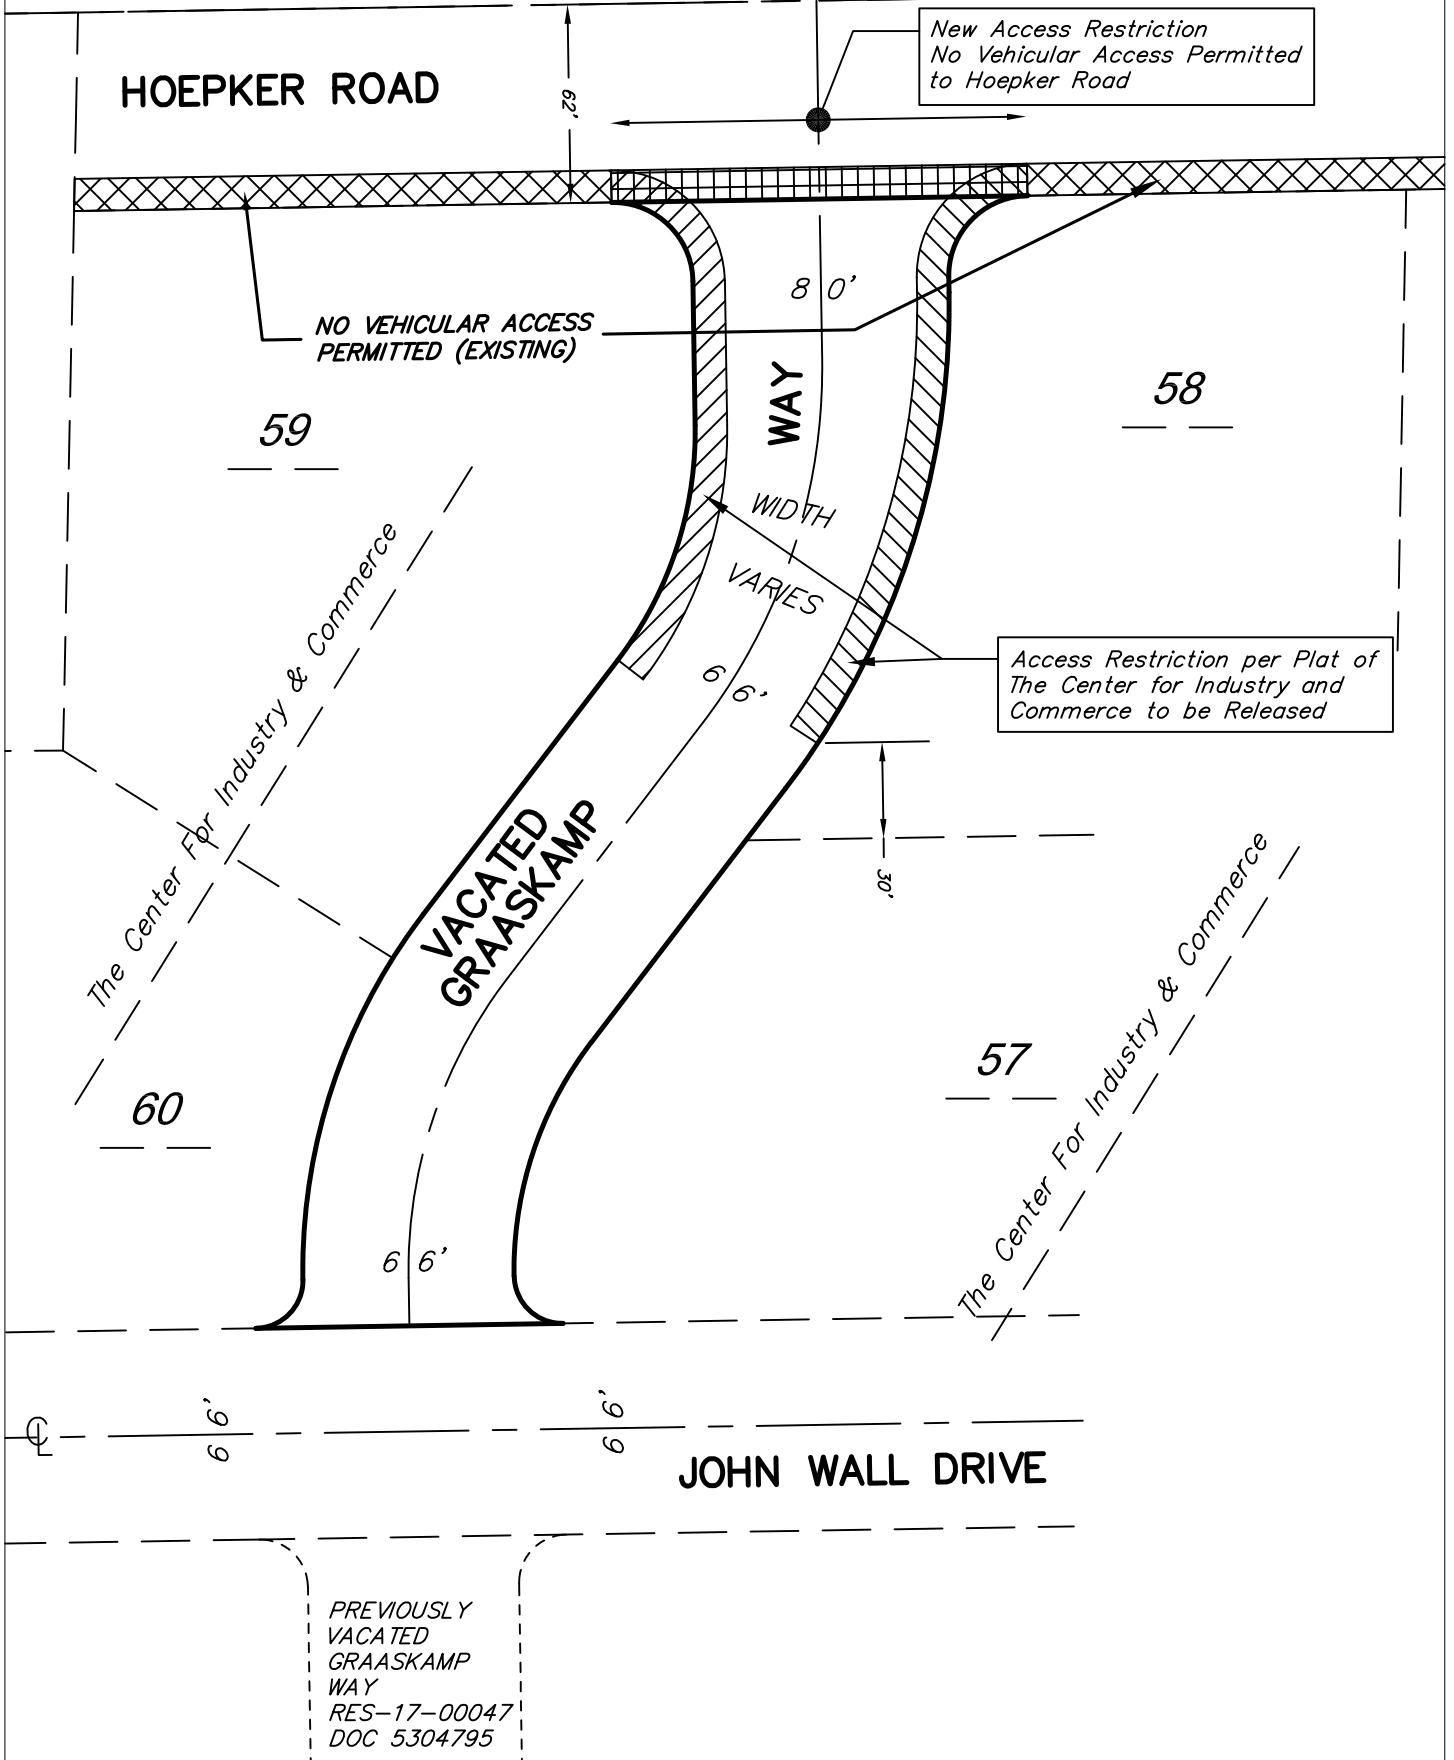 New Access Restriction
No Vehicular Access Permitted
to Hoepker Road
HOEPKER ROAD
62'
80'
NO VEHICULAR ACCESS
PERMITTED (EXISTING)
WAY
58
59
WIDTH
VARIES
The Center For Industry & Commerce
66'
Access Restriction per Plat of
The Center for Industry and
Commerce to be Released
VACATED
GRAASKAMP
30'
The Center For Industry & Commerce
57
60
66'
66'
66'
CL
JOHN WALL DRIVE
PREVIOUSLY
VACATED
GRAASKAMP
WAY
RES-17-00047
DOC 5304795